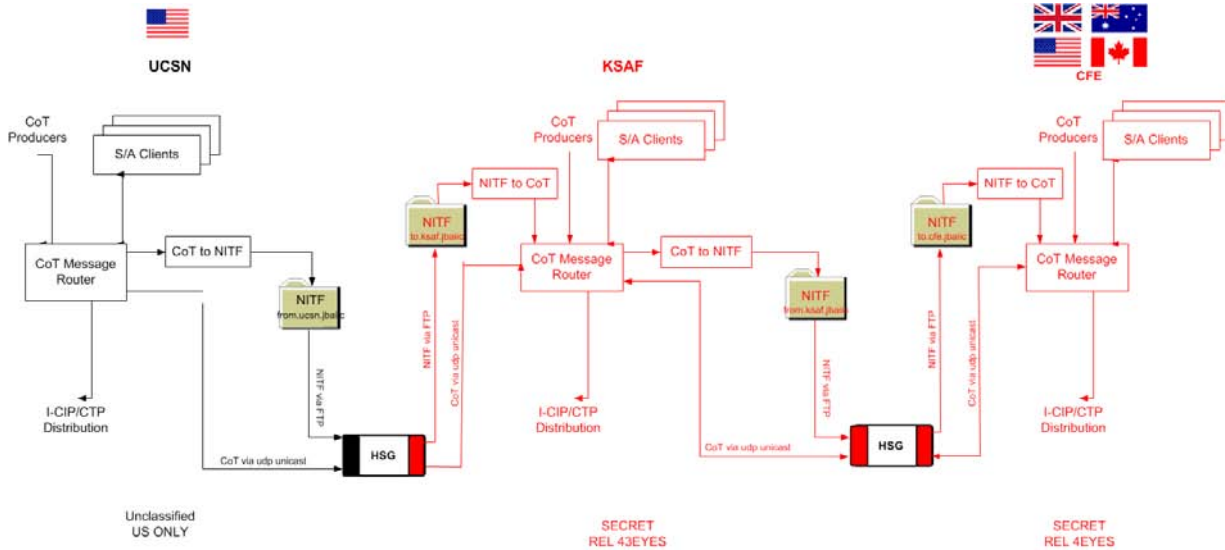 UCSN
KSAF
CFE
CoT
Producers
S/A Clients
CoT Message
Router
CoT to NITF
NITF
from.ucsn.jbaiic
NITF via FTP
I-CIP/CTP
Distribution
CoT via udp unicast
HSG
Unclassified
US ONLY
CoT
Producers
S/A Clients
NITF to CoT
NITF
to.ksaf.jbaiic
NITF via FTP
CoT via udp unicast
CoT Message
Router
CoT to NITF
NITF
from.ksaf.jbaiic
NITF via FTP
I-CIP/CTP
Distribution
CoT via udp unicast
HSG
SECRET
REL 43EYES
CoT
Producers
S/A Clients
NITF to CoT
NITF
to.cfe.jbaiic
NITF via FTP
CoT via udp unicast
CoT Message
Router
I-CIP/CTP
Distribution
SECRET
REL 4EYES